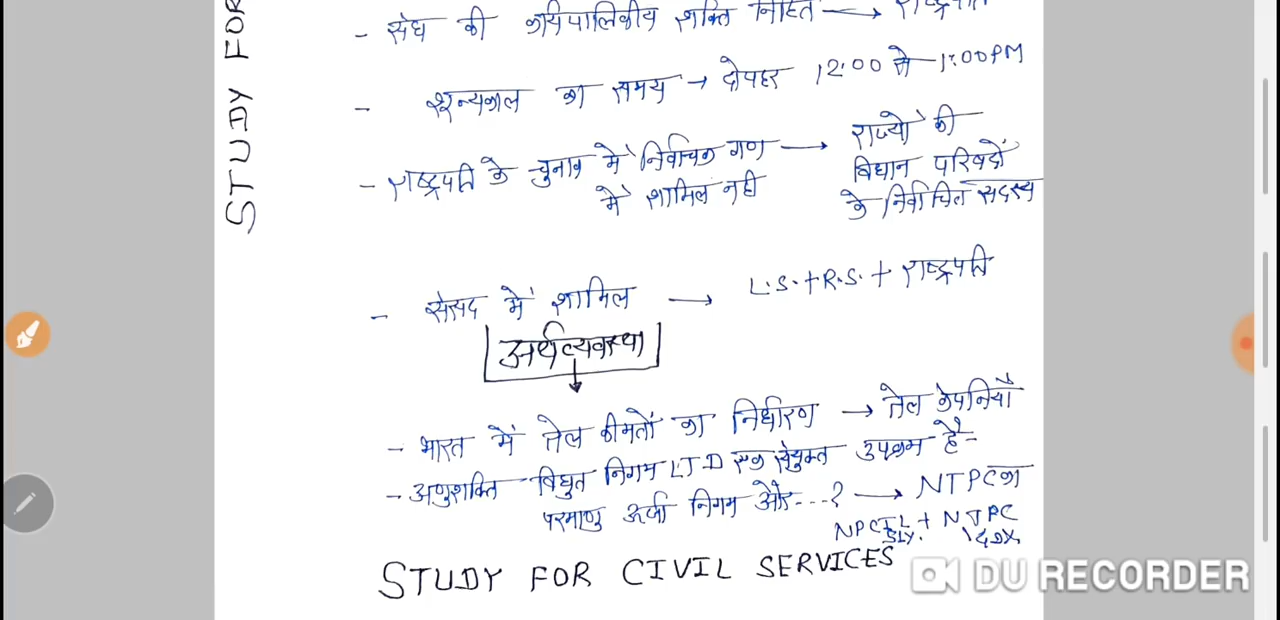 STUDY FOR
- संघ की कार्यपालिकीय शक्ति निहित → राष्ट्रपति
- शून्यकाल का समय → दोपहर 12:00 से 1:00PM
- राष्ट्रपति के चुनाव में निर्वाचक गण → राज्यों की
में शामिल नही विधान परिषदों
के निर्वाचित सदस्य
- संसद में शामिल → L.S.+R.S.+ राष्ट्रपति
अर्थव्यवस्था
- भारत में तेल कीमतों का निर्धारण → तेल कंपनियाँ
- अणुशक्ति विधुत निगम LTD एक संयुक्त उपक्रम है-
परमाणु ऊर्जा निगम और---? → NTPC का
NPCIL + NTPC
51%. 49%
STUDY FOR CIVIL SERVICES
DU RECORDER